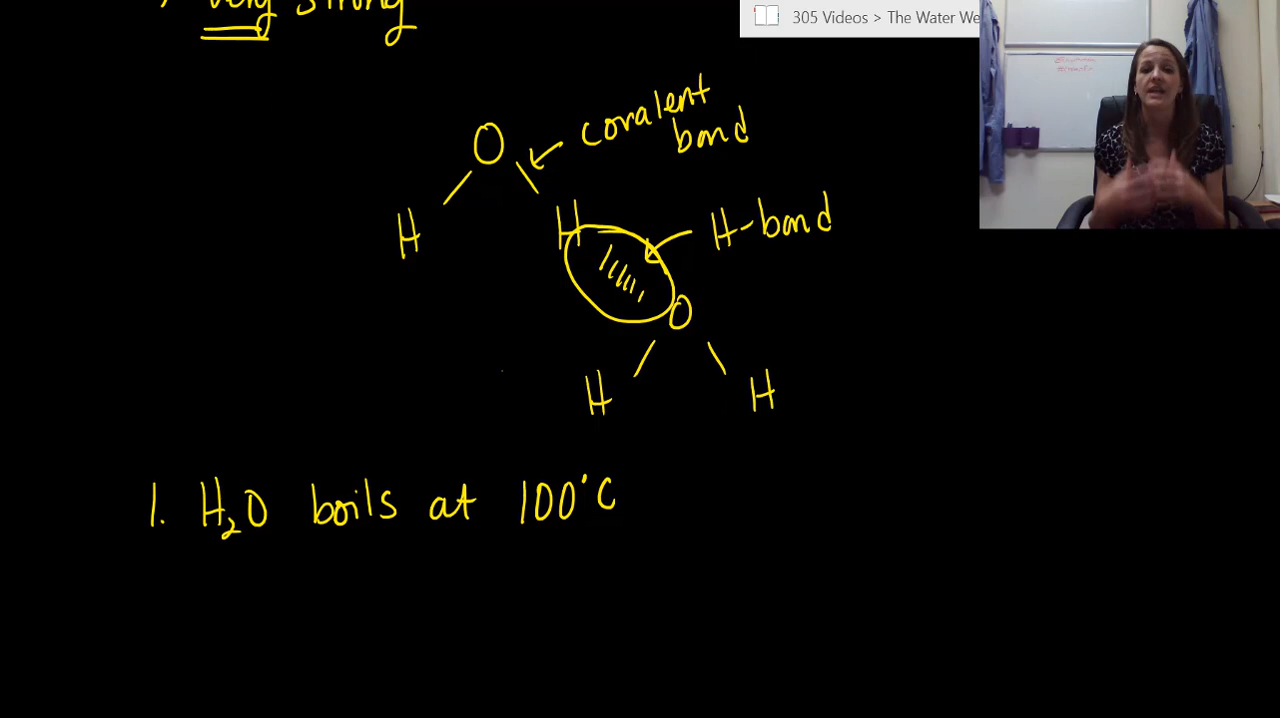 very strong
305 Videos > The Water We
covalent
bond
O
H
H
H-bond
O
H
H
1. H₂O boils at 100°C